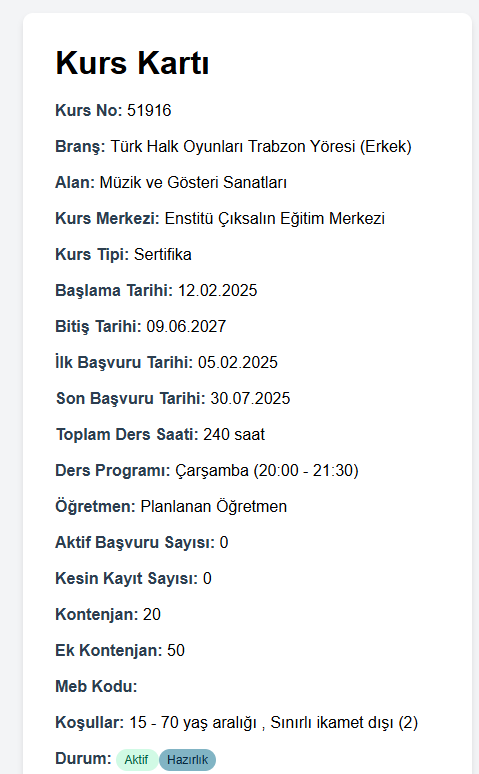 Kurs Kartı
Kurs No: 51916
Branş: Türk Halk Oyunları Trabzon Yöresi (Erkek)
Alan: Müzik ve Gösteri Sanatları
Kurs Merkezi: Enstitü Çıksalın Eğitim Merkezi
Kurs Tipi: Sertifika
Başlama Tarihi: 12.02.2025
Bitiş Tarihi: 09.06.2027
İlk Başvuru Tarihi: 05.02.2025
Son Başvuru Tarihi: 30.07.2025
Toplam Ders Saati: 240 saat
Ders Programı: Çarşamba (20:00 - 21:30)
Öğretmen: Planlanan Öğretmen
Aktif Başvuru Sayısı: 0
Kesin Kayıt Sayısı: 0
Kontenjan: 20
Ek Kontenjan: 50
Meb Kodu:
Koşullar: 15 - 70 yaş aralığı , Sınırlı ikamet dışı (2)
Durum: Aktif Hazırlık